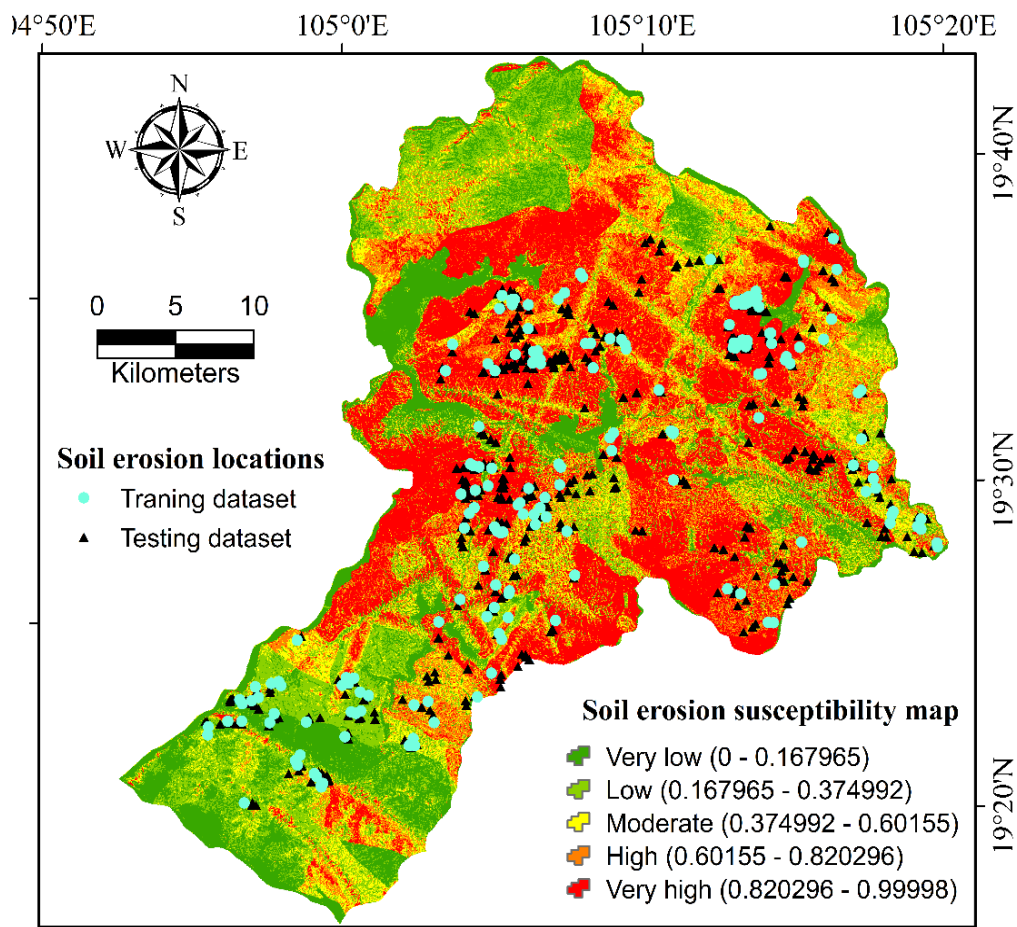 )4°50'E 105°0'E 105°10'E 105°20'E
N
W E
S
19°40'N
0 5 10
Kilometers
Soil erosion locations
Traning dataset
Testing dataset
19°30'N
Soil erosion susceptibility map
Very low (0 - 0.167965)
Low (0.167965 - 0.374992)
Moderate (0.374992 - 0.60155)
High (0.60155 - 0.820296)
Very high (0.820296 - 0.99998)
19°20'N